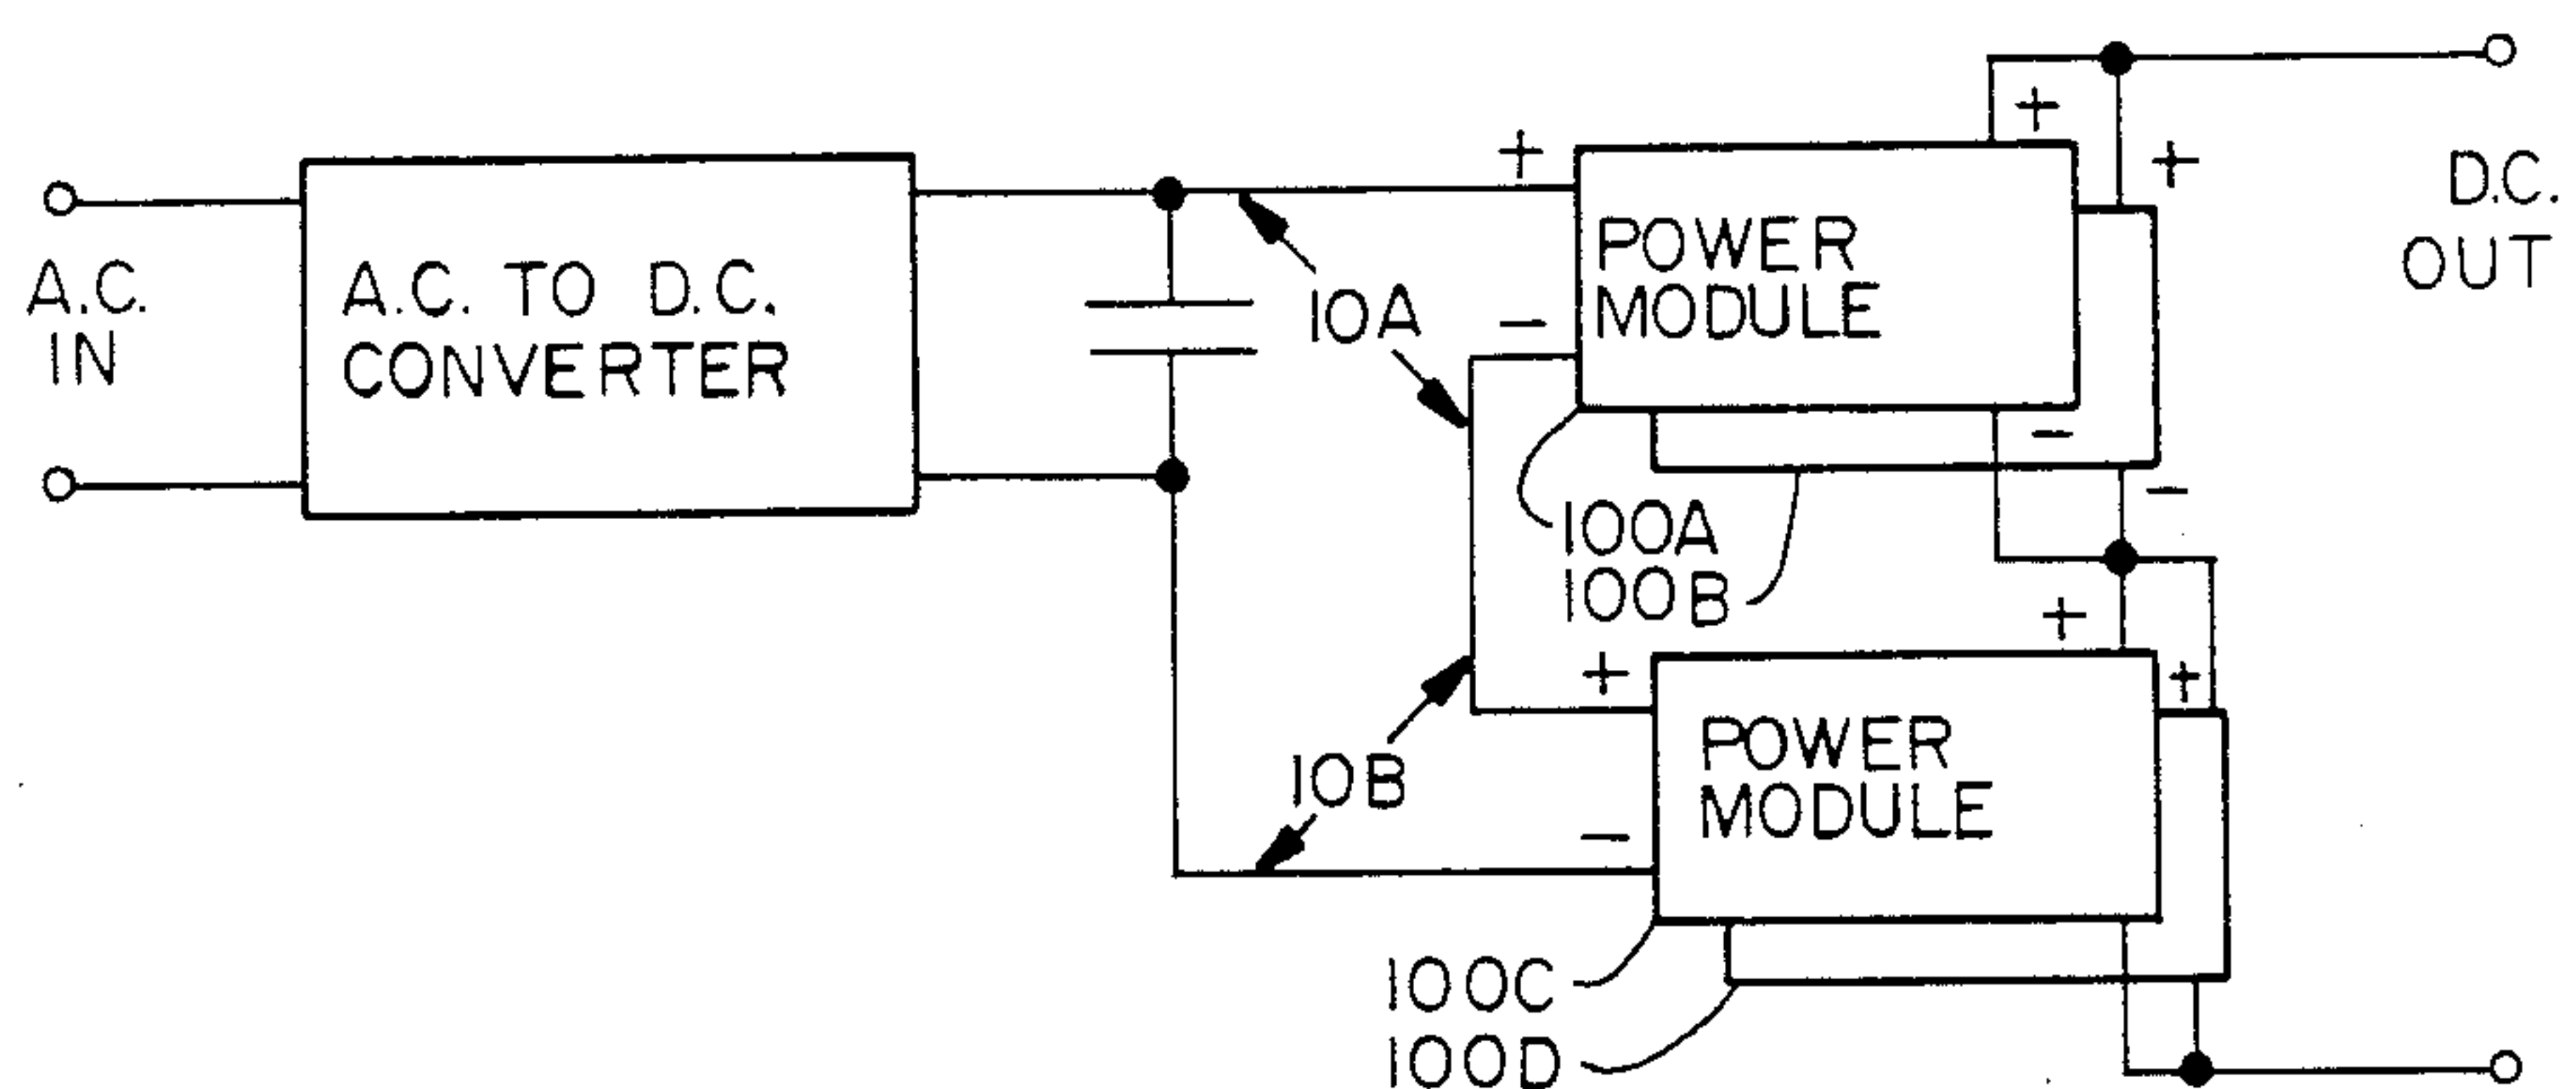 A.C.
IN
A.C. TO D.C.
CONVERTER
10A
10B
+
-
POWER
MODULE
+
+
-
-
100A
100B
+
-
POWER
MODULE
+
+
100C
100D
D.C.
OUT